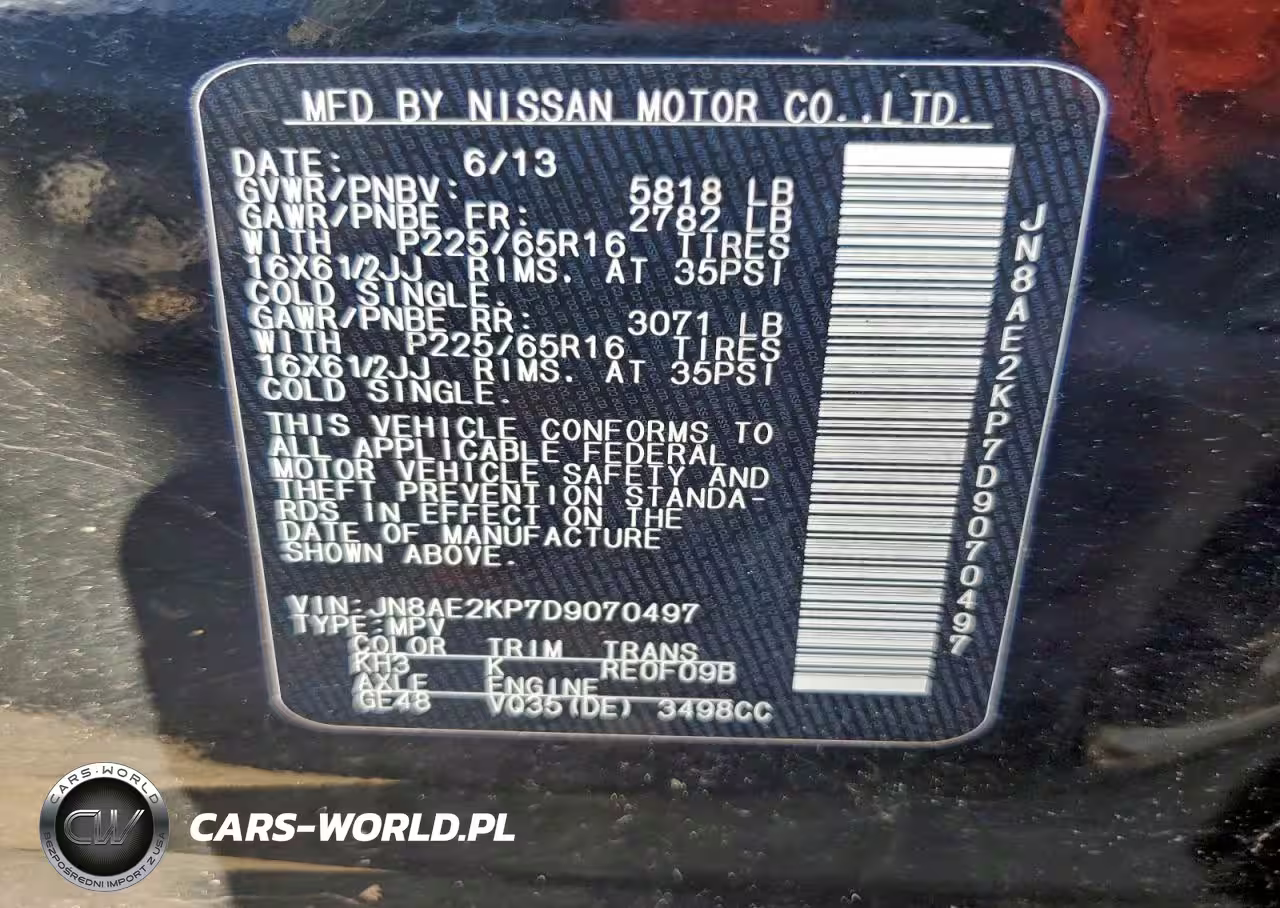 MFD BY NISSAN MOTOR CO.,LTD.
DATE: 6/13
GVWR/PNBV: 5818 LB
GAWR/PNBE FR: 2782 LB
WITH P225/65R16 TIRES
16X61/2JJ RIMS. AT 35PSI
COLD SINGLE.
GAWR/PNBE RR: 3071 LB
WITH P225/65R16 TIRES
16X61/2JJ RIMS. AT 35PSI
COLD SINGLE.
THIS VEHICLE CONFORMS TO
ALL APPLICABLE FEDERAL
MOTOR VEHICLE SAFETY AND
THEFT PREVENTION STANDA-
RDS IN EFFECT ON THE
DATE OF MANUFACTURE
SHOWN ABOVE.
VIN:JN8AE2KP7D9070497
TYPE:MPV
COLOR TRIM TRANS
KH3 K RE0F09B
AXLE ENGINE
GE48 VQ35(DE) 3498CC
JN8AE2KP7D9070497
CARS-WORLD
CW
BEZPOŚREDNI IMPORT Z USA
CARS-WORLD.PL